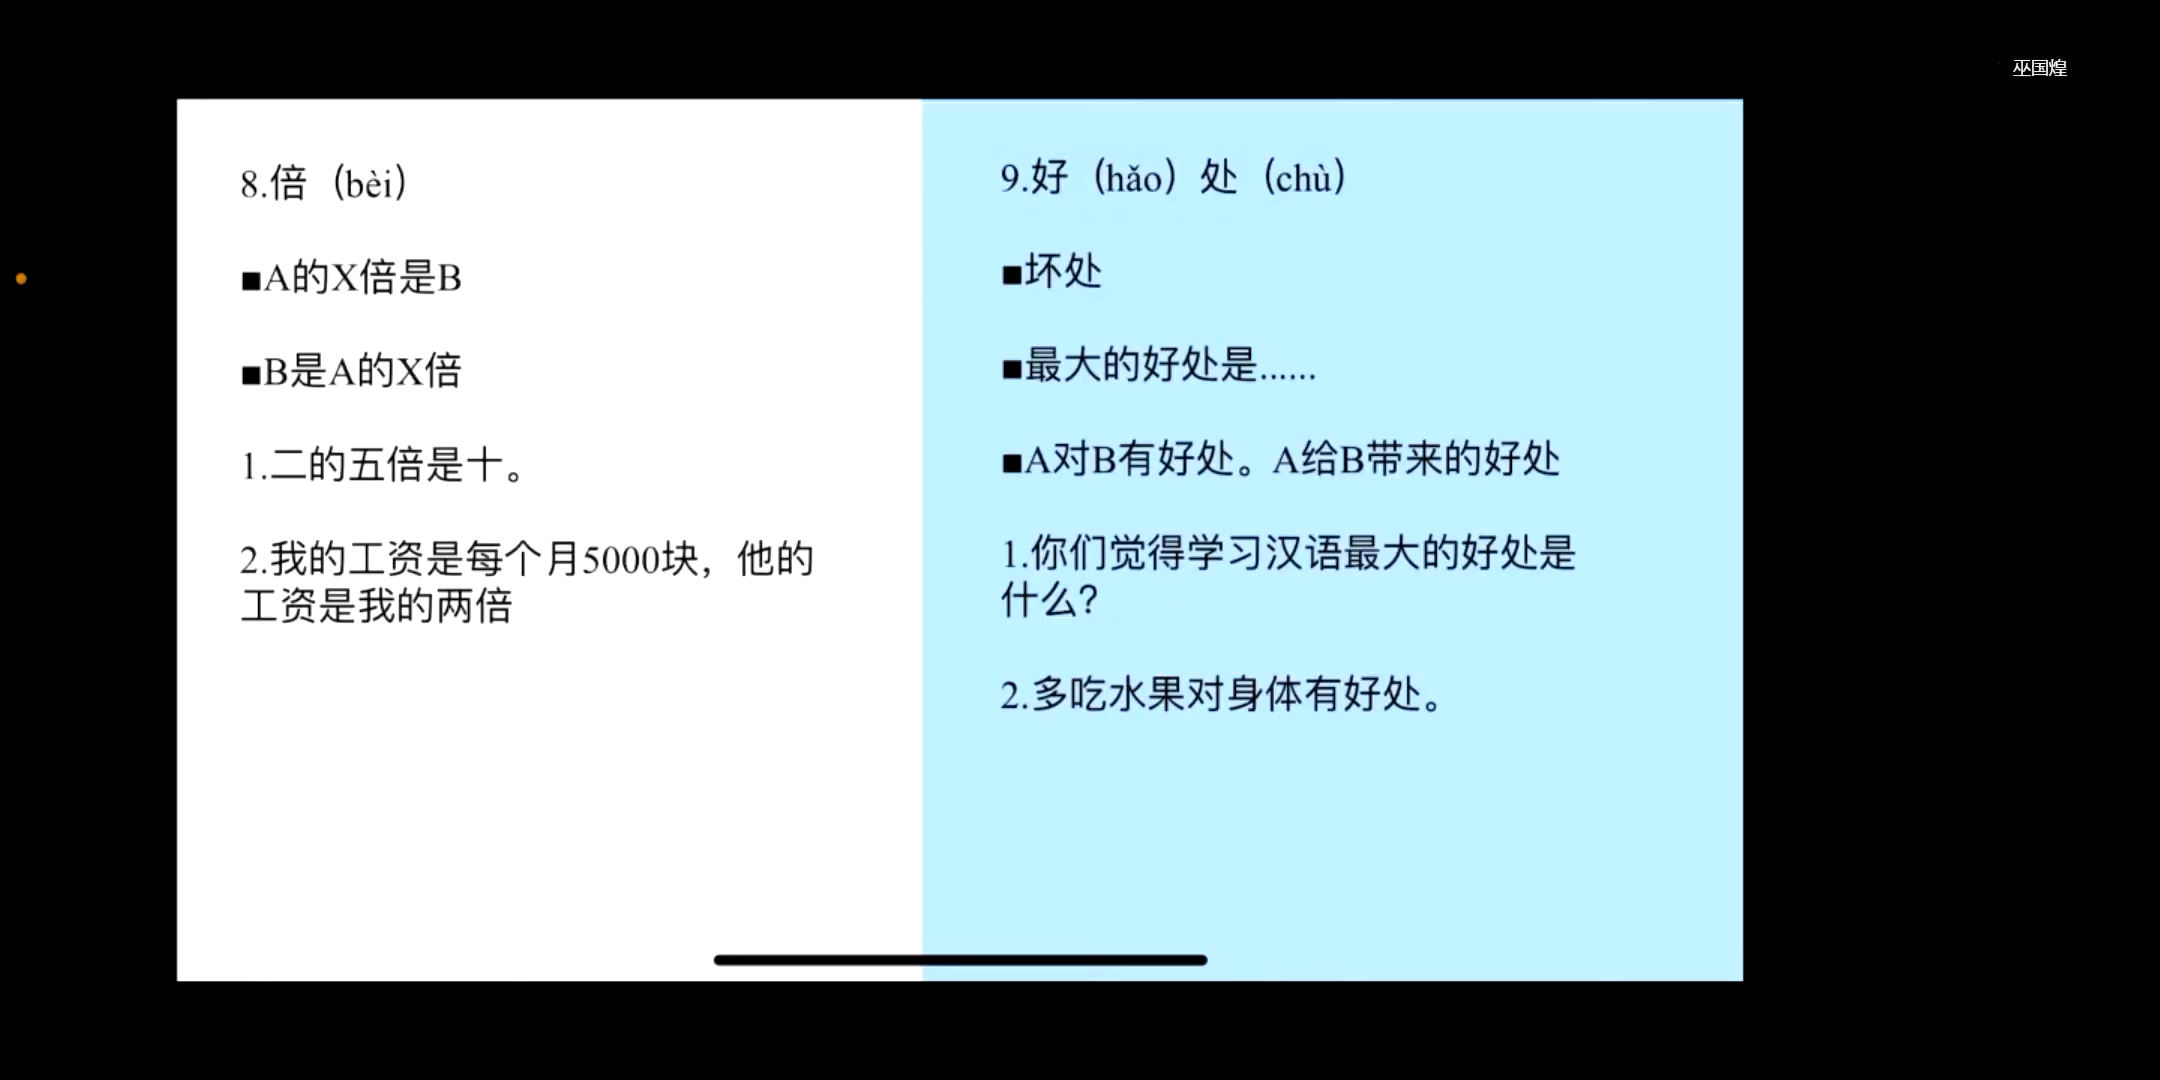 巫国煌
8.倍（bèi）
■A的X倍是B
■B是A的X倍
1.二的五倍是十。
2.我的工资是每个月5000块，他的
工资是我的两倍
9.好（hǎo）处（chù）
■坏处
■最大的好处是......
■A对B有好处。A给B带来的好处
1.你们觉得学习汉语最大的好处是
什么？
2.多吃水果对身体有好处。